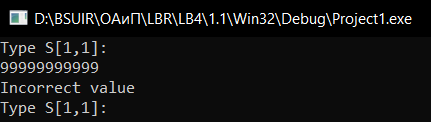 D:\BSUIR\ОАиП\LBR\LB4\1.1\Win32\Debug\Project1.exe
Type S[1,1]:
99999999999
Incorrect value
Type S[1,1]: